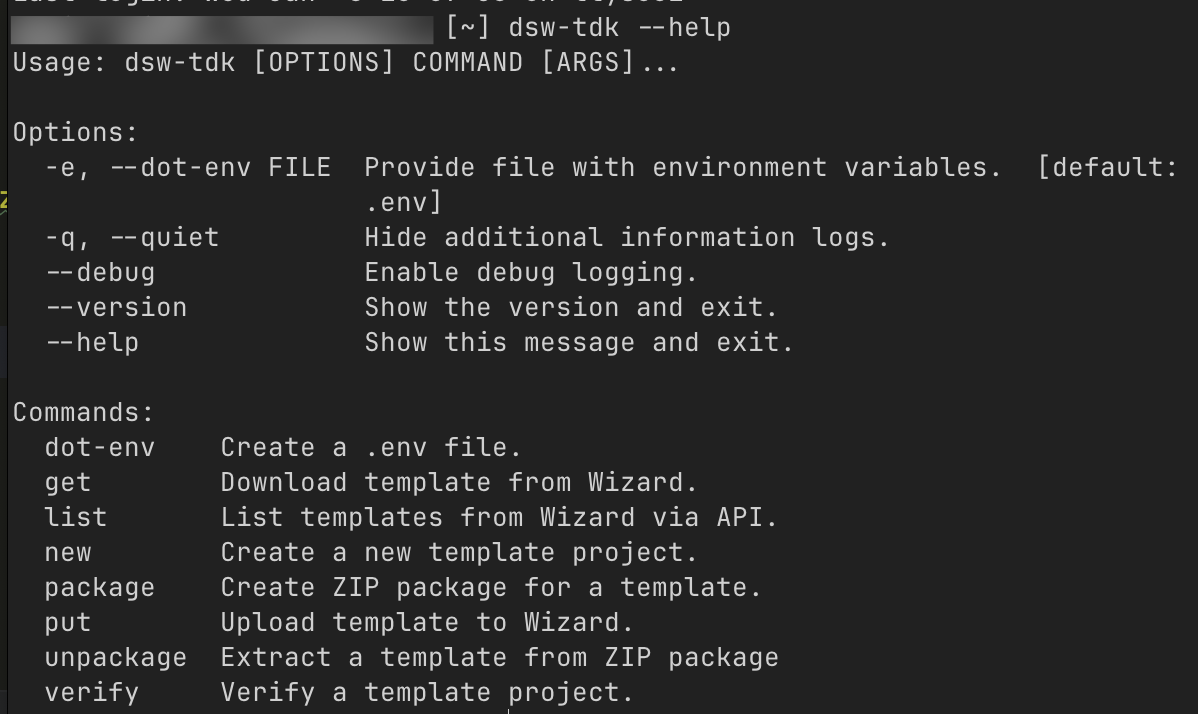 [~] dsw-tdk --help
Usage: dsw-tdk [OPTIONS] COMMAND [ARGS]...
Options:
-e, --dot-env FILE  Provide file with environment variables.  [default:
.env]
-q, --quiet  Hide additional information logs.
--debug  Enable debug logging.
--version  Show the version and exit.
--help  Show this message and exit.
Commands:
dot-env  Create a .env file.
get  Download template from Wizard.
list  List templates from Wizard via API.
new  Create a new template project.
package  Create ZIP package for a template.
put  Upload template to Wizard.
unpackage  Extract a template from ZIP package
verify  Verify a template project.